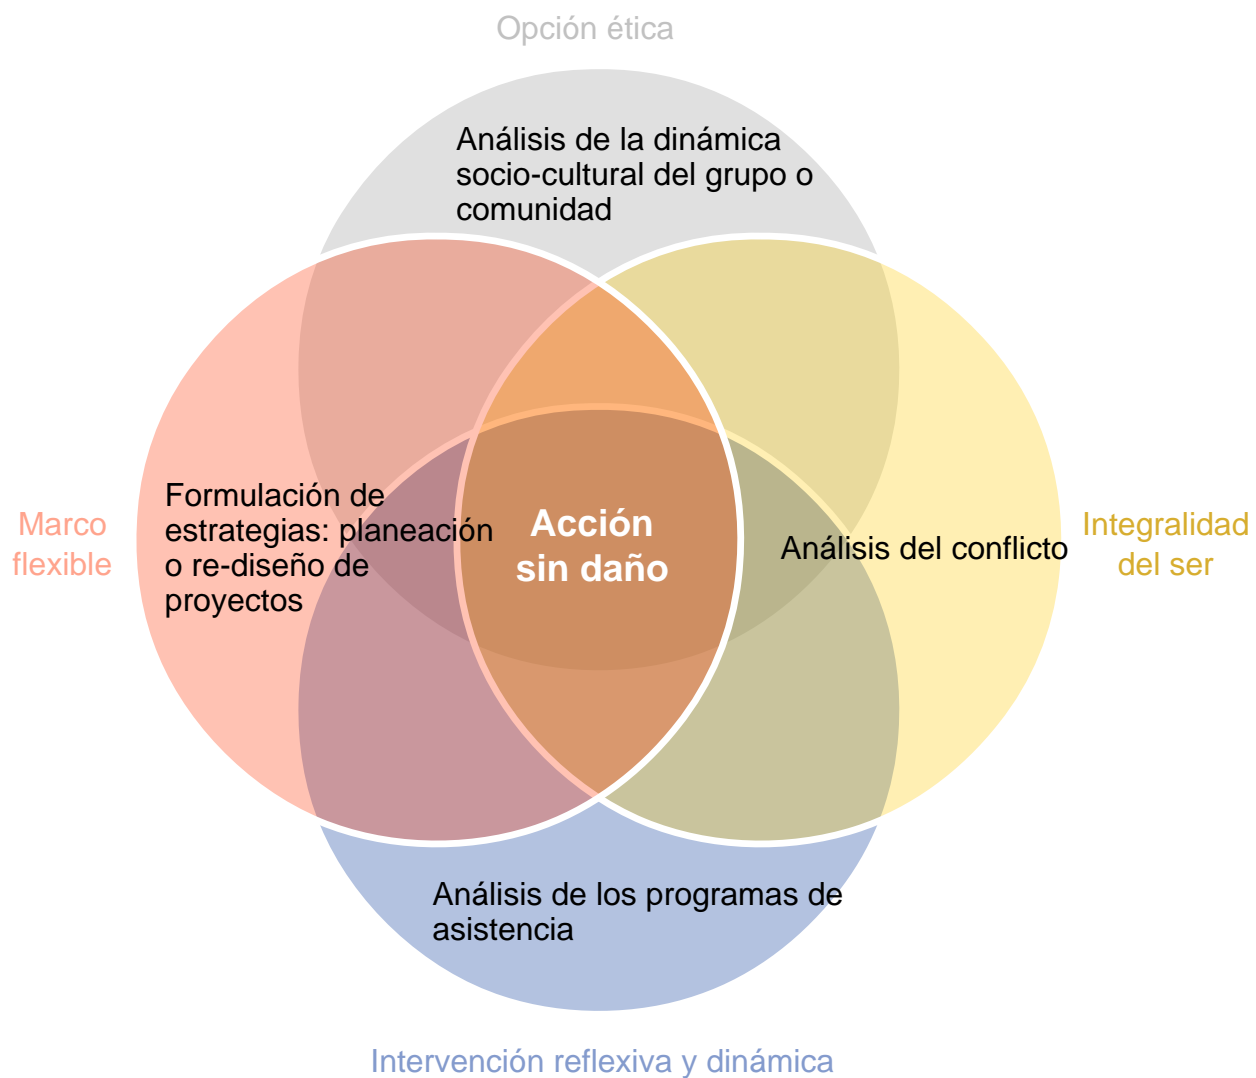 Opción ética
Análisis de la dinámica
socio-cultural del grupo o
comunidad
Marco
flexible
Formulación de
estrategias: planeación
o re-diseño de
proyectos
Acción
sin daño
Análisis del conflicto
Integralidad
del ser
Análisis de los programas de
asistencia
Intervención reflexiva y dinámica